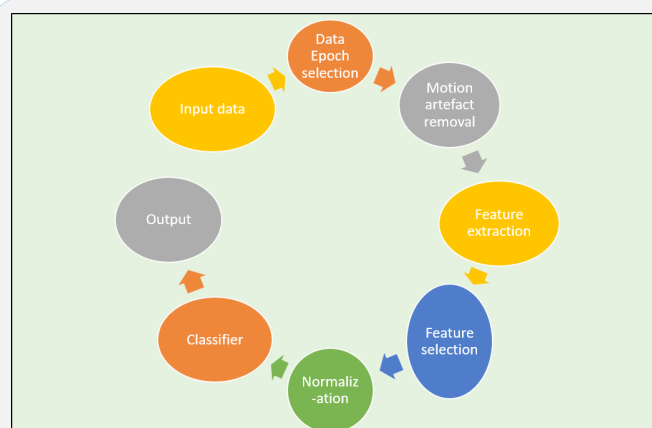 Input data
Data
Epoch
selection
Motion
artefact
removal
Feature
extraction
Feature
selection
Normaliz
-ation
Classifier
Output